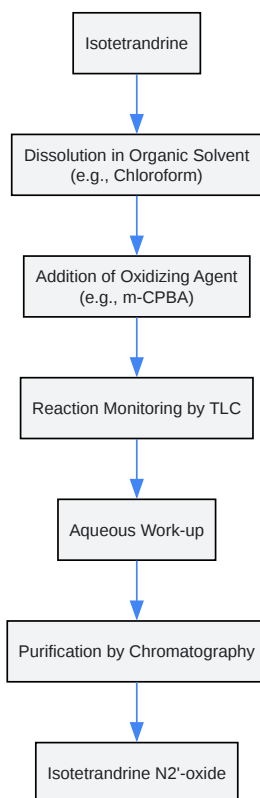 Isotetrandrine
Dissolution in Organic Solvent
(e.g., Chloroform)
Addition of Oxidizing Agent
(e.g., m-CPBA)
Reaction Monitoring by TLC
Aqueous Work-up
Purification by Chromatography
Isotetrandrine N2'-oxide